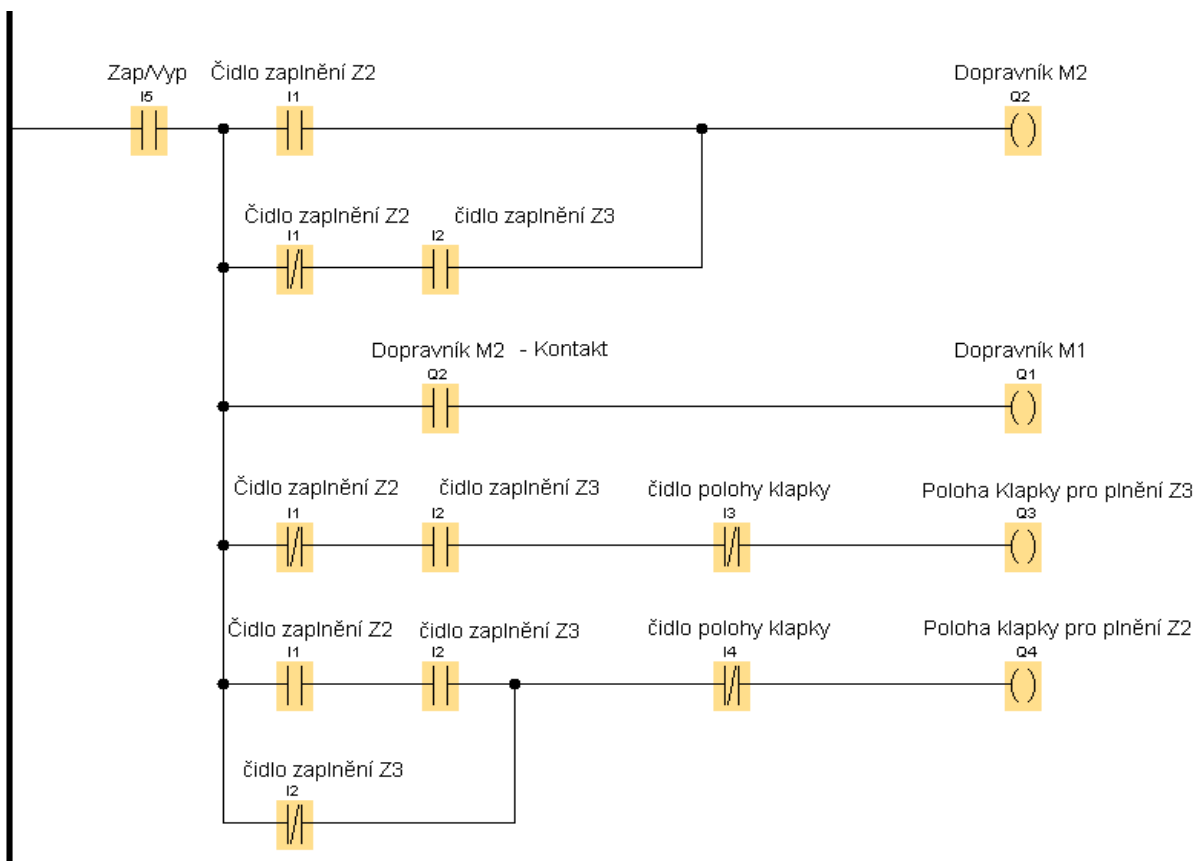 Zap/Vyp Čidlo zaplnění Z2 Dopravník M2
I5 I1 Q2
Čidlo zaplnění Z2 čidlo zaplnění Z3
I1 I2
Dopravník M2 - Kontakt Dopravník M1
Q2 Q1
Čidlo zaplnění Z2 čidlo zaplnění Z3 čidlo polohy klapky Poloha Klapky pro plnění Z3
I1 I2 I3 Q3
Čidlo zaplnění Z2 čidlo zaplnění Z3 čidlo polohy klapky Poloha klapky pro plnění Z2
I1 I2 I4 Q4
čidlo zaplnění Z3
I2